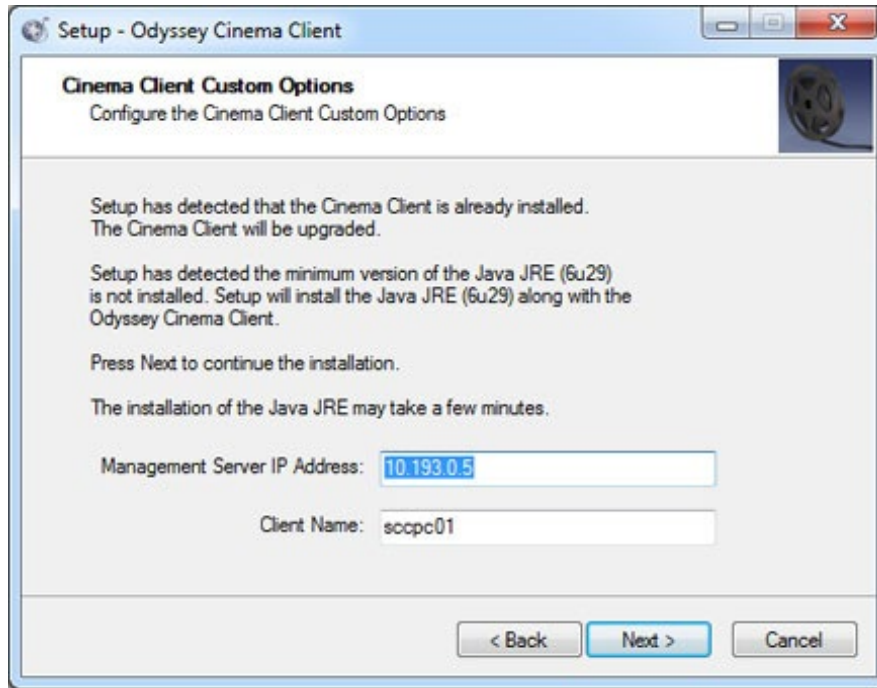 Setup - Odyssey Cinema Client
Cinema Client Custom Options
Configure the Cinema Client Custom Options
Setup has detected that the Cinema Client is already installed.
The Cinema Client will be upgraded.
Setup has detected the minimum version of the Java JRE (6u29)
is not installed. Setup will install the Java JRE (6u29) along with the
Odyssey Cinema Client.
Press Next to continue the installation.
The installation of the Java JRE may take a few minutes.
Management Server IP Address: 10.193.0.5
Client Name: sccpc01
< Back Next > Cancel